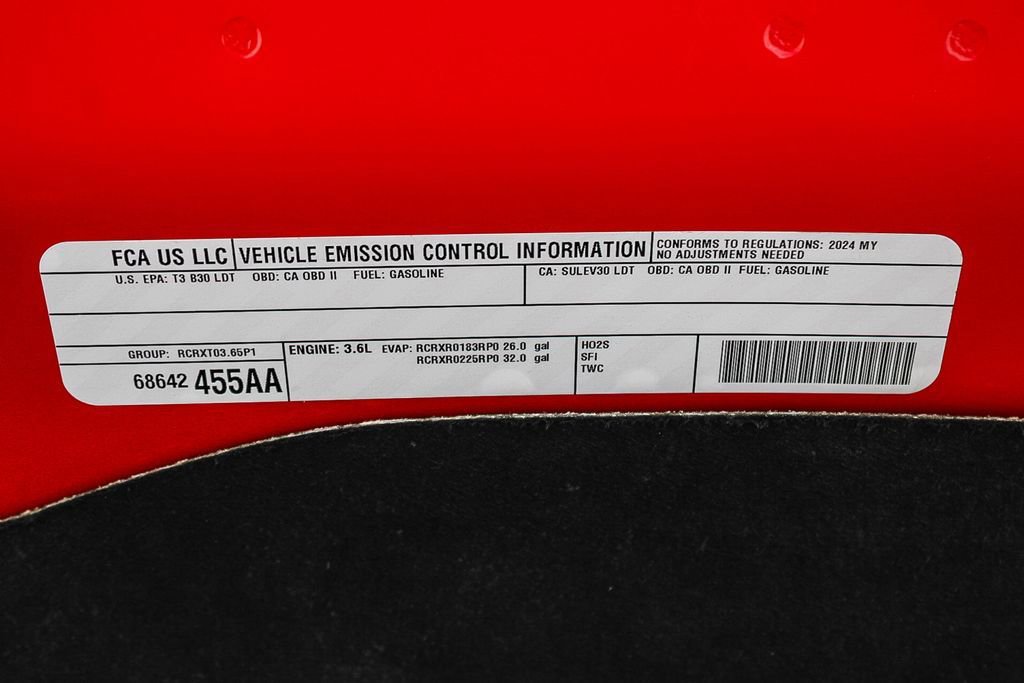 FCA US LLC VEHICLE EMISSION CONTROL INFORMATION CONFORMS TO REGULATIONS: 2024 MY
NO ADJUSTMENTS NEEDED
U.S. EPA: T3 B30 LDT OBD: CA OBD II FUEL: GASOLINE CA: SULEV30 LDT OBD: CA OBD II FUEL: GASOLINE
GROUP: RCRXT03.65P1
68642 455AA
ENGINE: 3.6L EVAP: RCRXR0183RP0 26.0 gal
RCRXR0225RP0 32.0 gal
HO2S
SFI
TWC